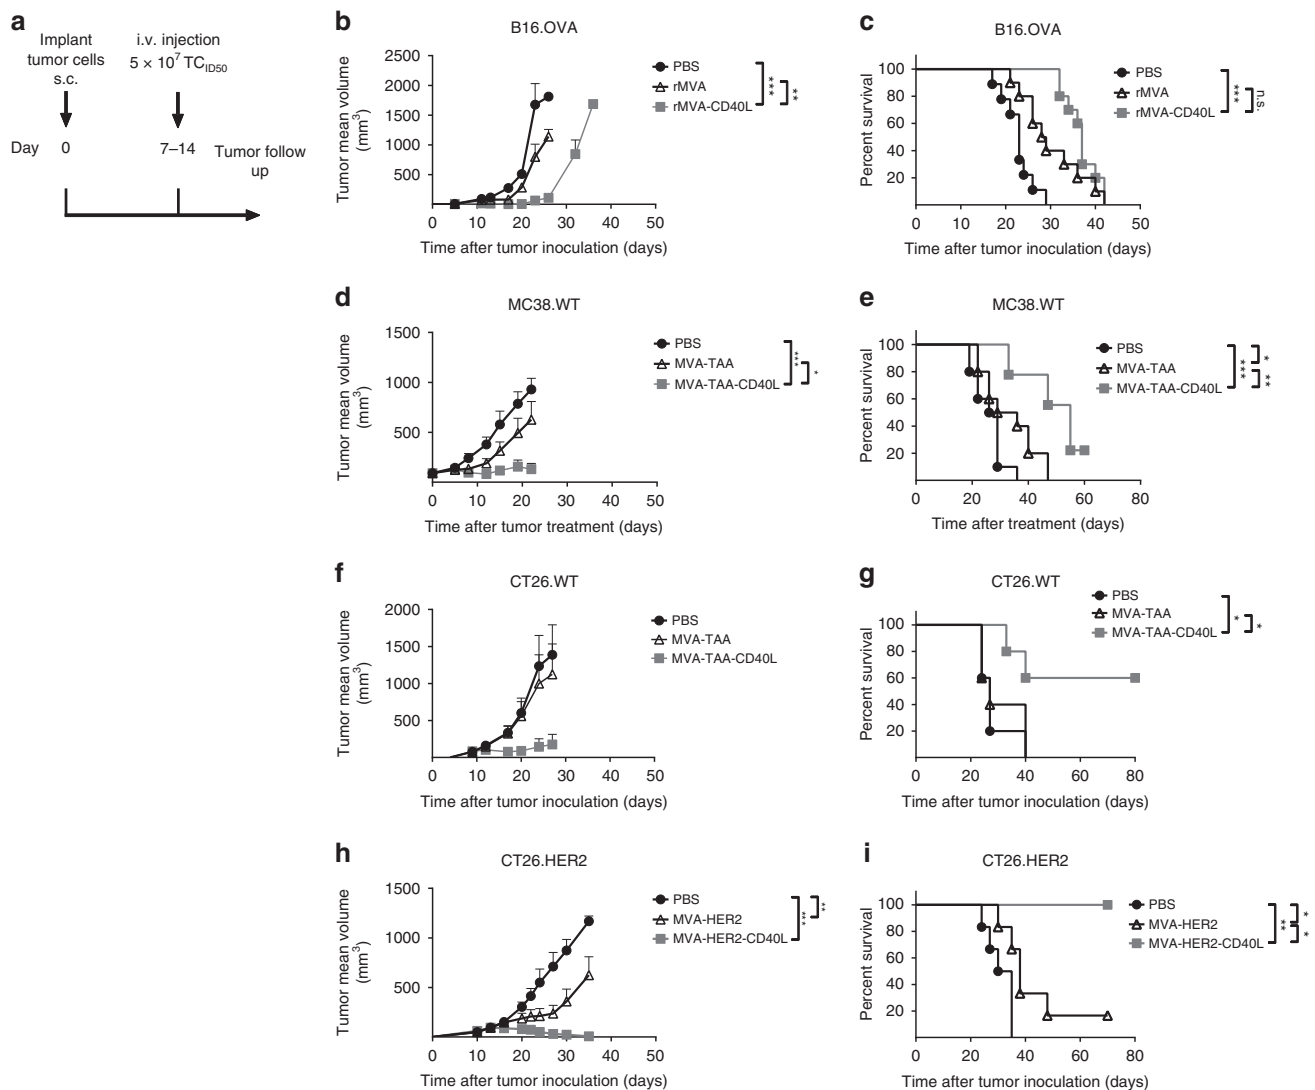 a
Implant
tumor cells
s.c.
i.v. injection
5 × 10⁷ TC_ID50
Day 0 7–14 Tumor follow
up
b
B16.OVA
Tumor mean volume
(mm³)
2500
2000
1500
1000
500
0 10 20 30 40 50
Time after tumor inoculation (days)
PBS
rMVA
rMVA-CD40L
***
**
c
B16.OVA
Percent survival
100
80
60
40
20
0 10 20 30 40 50
Time after tumor inoculation (days)
PBS
rMVA
rMVA-CD40L
***
n.s.
d
MC38.WT
Tumor mean volume
(mm³)
1500
1000
500
0 10 20 30 40 50
Time after tumor treatment (days)
PBS
MVA-TAA
MVA-TAA-CD40L
***
*
e
MC38.WT
Percent survival
100
80
60
40
20
0 20 40 60 80
Time after treatment (days)
PBS
MVA-TAA
MVA-TAA-CD40L
***
*
**
f
CT26.WT
Tumor mean volume
(mm³)
2000
1500
1000
500
0 10 20 30 40 50
Time after tumor inoculation (days)
PBS
MVA-TAA
MVA-TAA-CD40L
g
CT26.WT
Percent survival
100
80
60
40
20
0 20 40 60 80
Time after tumor inoculation (days)
PBS
MVA-TAA
MVA-TAA-CD40L
*
*
h
CT26.HER2
Tumor mean volume
(mm³)
1500
1000
500
0 10 20 30 40 50
Time after tumor inoculation (days)
PBS
MVA-HER2
MVA-HER2-CD40L
***
**
i
CT26.HER2
Percent survival
100
80
60
40
20
0 20 40 60 80
Time after tumor inoculation (days)
PBS
MVA-HER2
MVA-HER2-CD40L
**
*
*